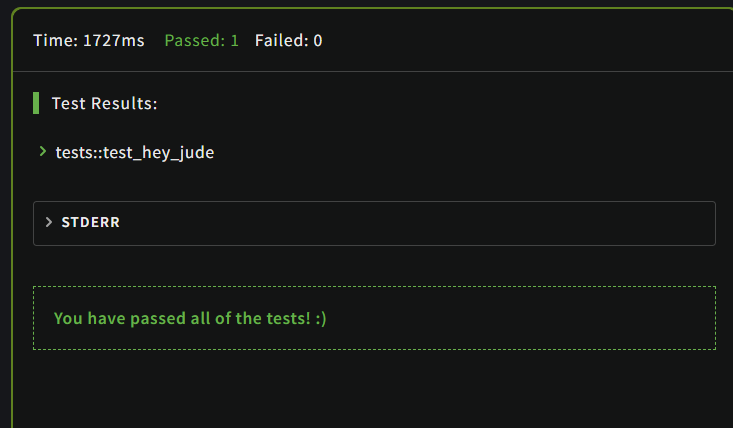 Time: 1727ms Passed: 1 Failed: 0
Test Results:
tests::test_hey_jude
STDERR
You have passed all of the tests! :)